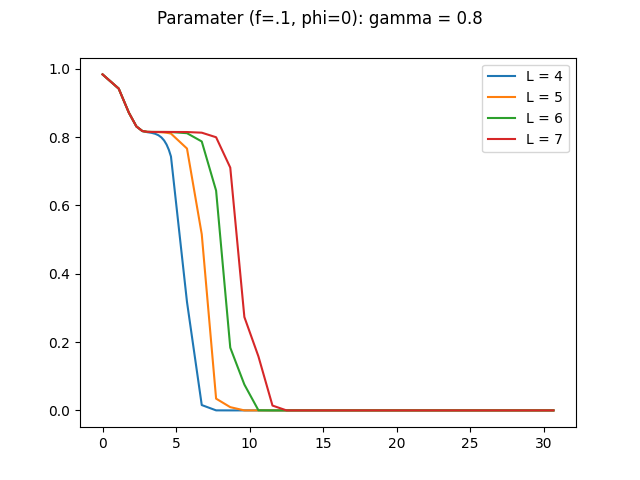 Paramater (f=.1, phi=0): gamma = 0.8
1.0
0.8
0.6
0.4
0.2
0.0
0 5 10 15 20 25 30
L = 4
L = 5
L = 6
L = 7